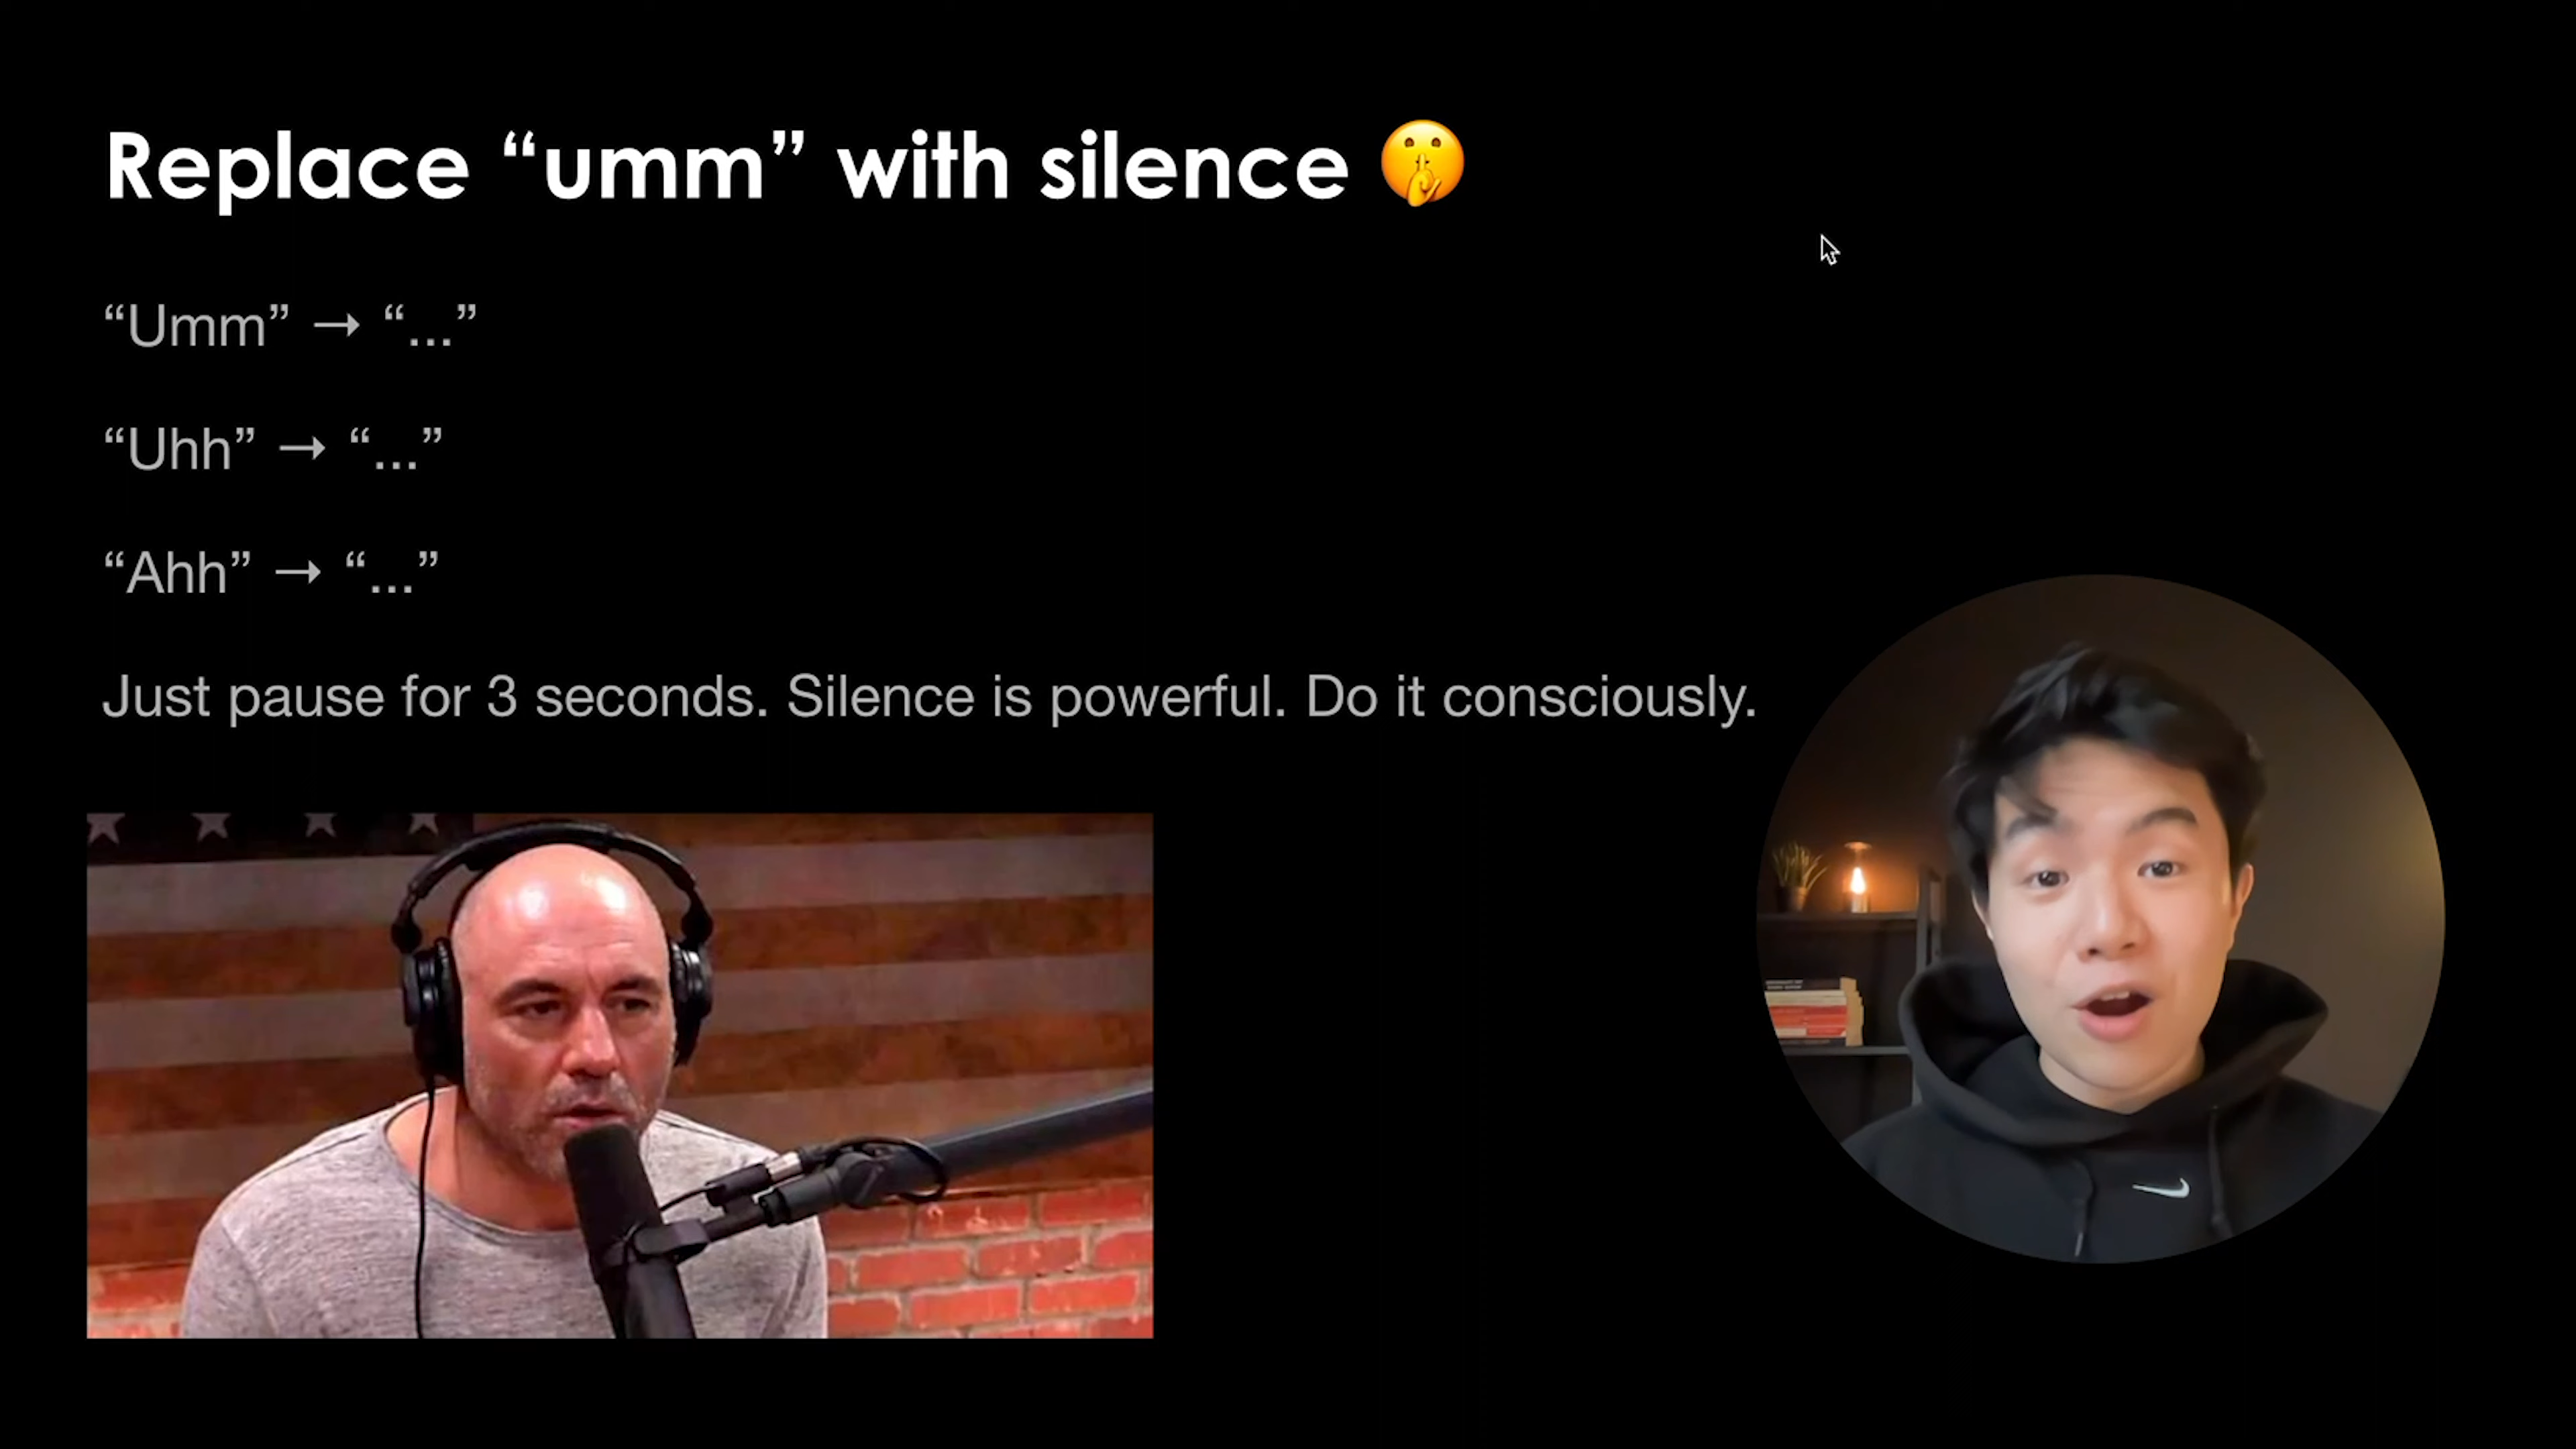 Replace “umm” with silence 🤫
“Umm” → “...”
“Uhh” → “...”
“Ahh” → “...”
Just pause for 3 seconds. Silence is powerful. Do it consciously.